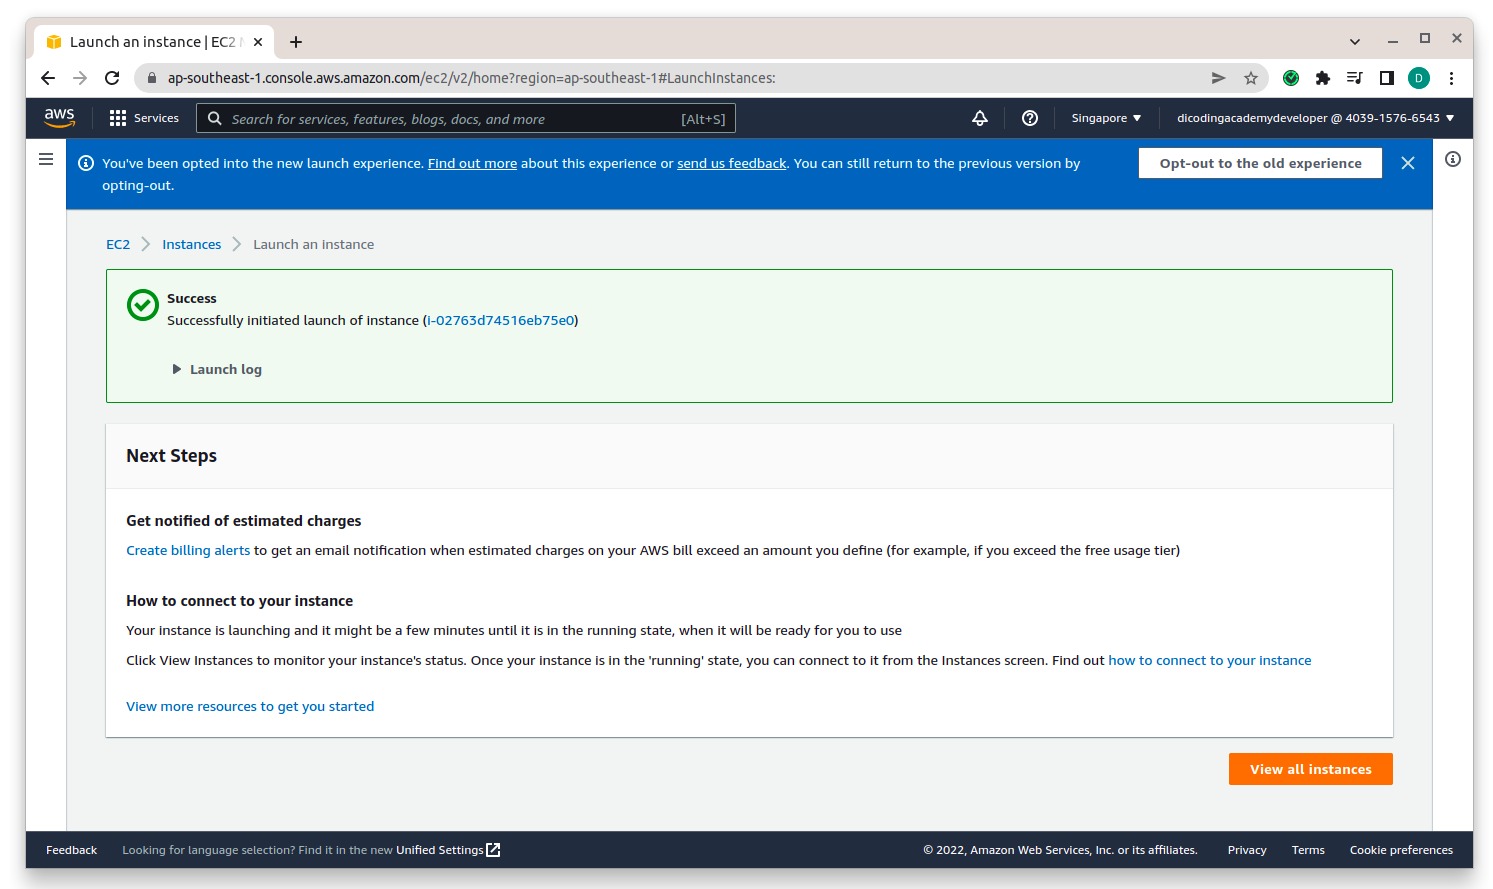 Launch an instance | EC2
ap-southeast-1.console.aws.amazon.com/ec2/v2/home?region=ap-southeast-1#LaunchInstances:
D
aws
Services
Search for services, features, blogs, docs, and more
[Alt+S]
Singapore
dicodingacademydeveloper @ 4039-1576-6543
You've been opted into the new launch experience. Find out more about this experience or send us feedback. You can still return to the previous version by
opting-out.
Opt-out to the old experience
EC2
Instances
Launch an instance
Success
Successfully initiated launch of instance (i-02763d74516eb75e0)
Launch log
Next Steps
Get notified of estimated charges
Create billing alerts to get an email notification when estimated charges on your AWS bill exceed an amount you define (for example, if you exceed the free usage tier)
How to connect to your instance
Your instance is launching and it might be a few minutes until it is in the running state, when it will be ready for you to use
Click View Instances to monitor your instance's status. Once your instance is in the 'running' state, you can connect to it from the Instances screen. Find out how to connect to your instance
View more resources to get you started
View all instances
Feedback
Looking for language selection? Find it in the new Unified Settings
© 2022, Amazon Web Services, Inc. or its affiliates.
Privacy
Terms
Cookie preferences